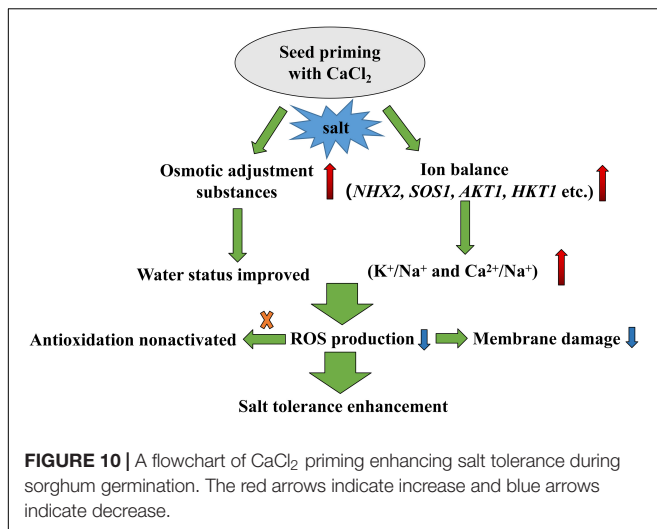 Seed priming
with CaCl₂
salt
Osmotic adjustment
substances
Ion balance
(NHX2, SOS1, AKT1, HKT1 etc.)
Water status improved
(K⁺/Na⁺ and Ca²⁺/Na⁺)
X
Antioxidation nonactivated
ROS production
Membrane damage
Salt tolerance enhancement
FIGURE 10 | A flowchart of CaCl₂ priming enhancing salt tolerance during
sorghum germination. The red arrows indicate increase and blue arrows
indicate decrease.